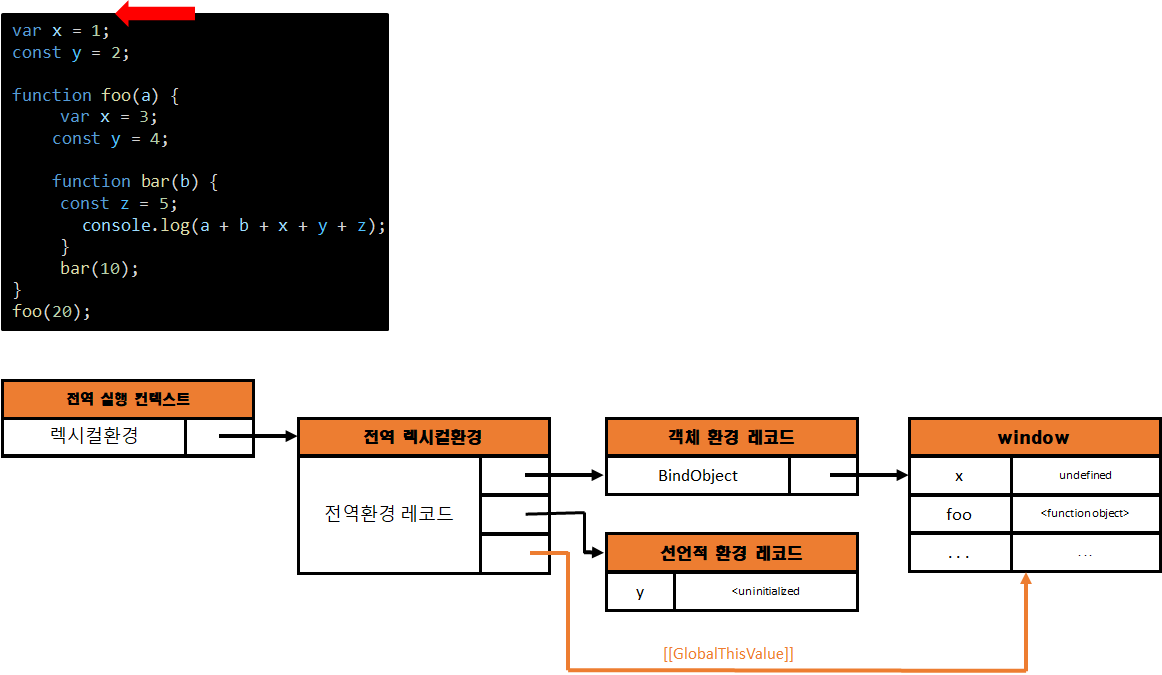 var x = 1;
const y = 2;
function foo(a) {
var x = 3;
const y = 4;
function bar(b) {
const z = 5;
console.log(a + b + x + y + z);
}
bar(10);
}
foo(20);
전역 실행 컨텍스트
렉시컬환경
전역 렉시컬환경
전역환경 레코드
객체 환경 레코드
BindObject
선언적 환경 레코드
y <uninitialized
window
x undefined
foo <function object>
... ...
[[GlobalThisValue]]